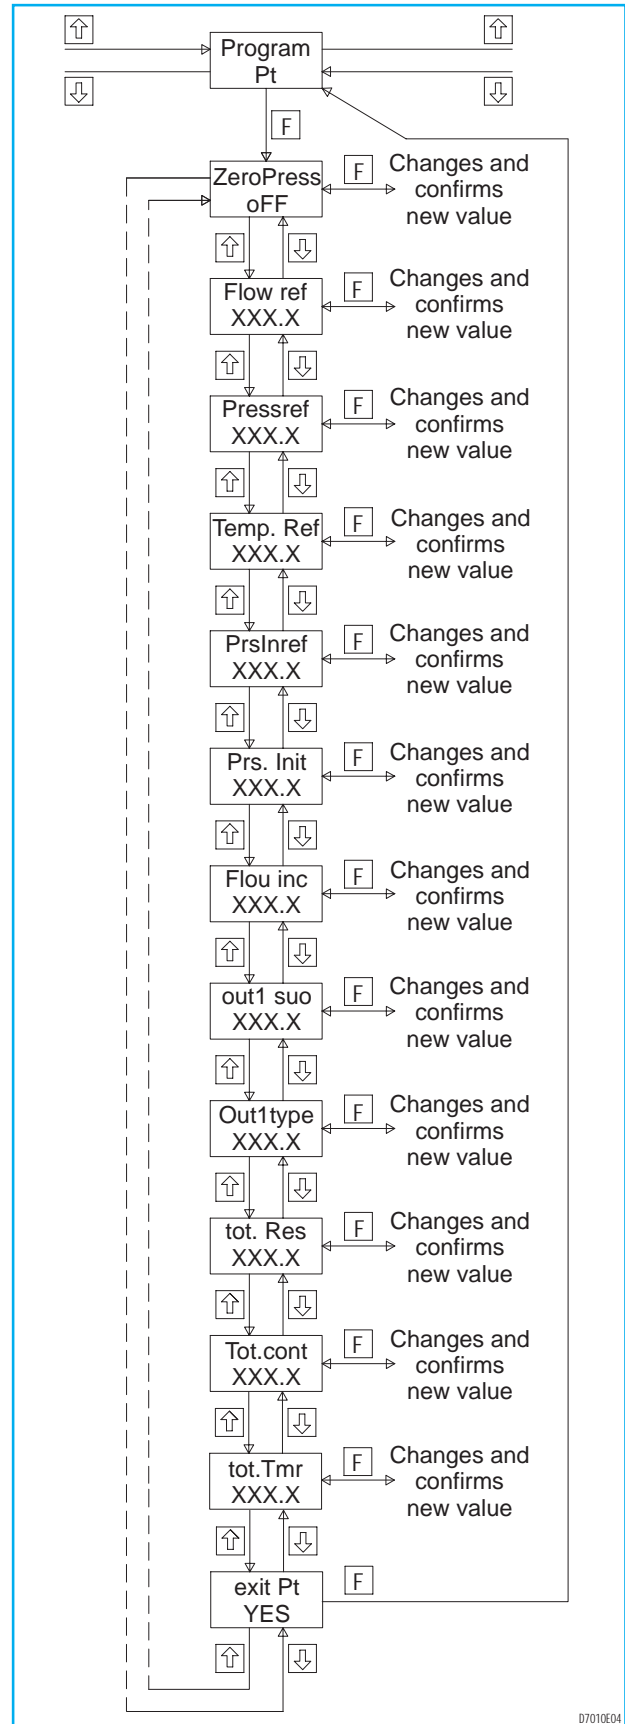 Program
Pt
F
ZeroPress
oFF
F
Changes and
confirms
new value
Flow ref
XXX.X
F
Changes and
confirms
new value
Pressref
XXX.X
F
Changes and
confirms
new value
Temp. Ref
XXX.X
F
Changes and
confirms
new value
PrsInref
XXX.X
F
Changes and
confirms
new value
Prs. Init
XXX.X
F
Changes and
confirms
new value
Flou inc
XXX.X
F
Changes and
confirms
new value
out1 suo
XXX.X
F
Changes and
confirms
new value
Out1type
XXX.X
F
Changes and
confirms
new value
tot. Res
XXX.X
F
Changes and
confirms
new value
Tot.cont
XXX.X
F
Changes and
confirms
new value
tot.Tmr
XXX.X
F
Changes and
confirms
new value
exit Pt
YES
F
D7010E04